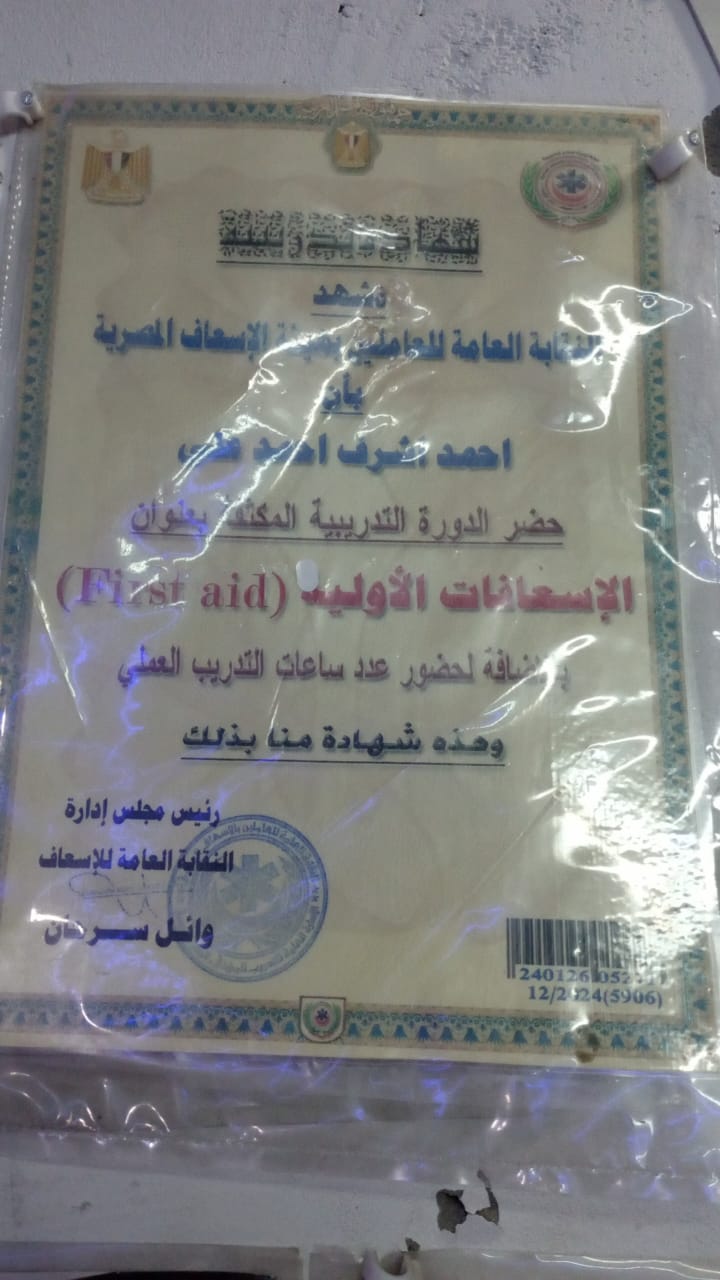 شهادة وتقدير
تشهد
النقابة العامة للعاملين بهيئة الإسعاف المصرية
بأن
احمد اشرف احمد
حضر الدورة التدريبية المكثفة بعنوان
الإسعافات الأولية (First aid)
بالإضافة لحضور عدد ساعات التدريب العملي
وهذه شهادة منا بذلك
رئيس مجلس إدارة
النقابة العامة للإسعاف
وائل سرحان
12/2024(5906)